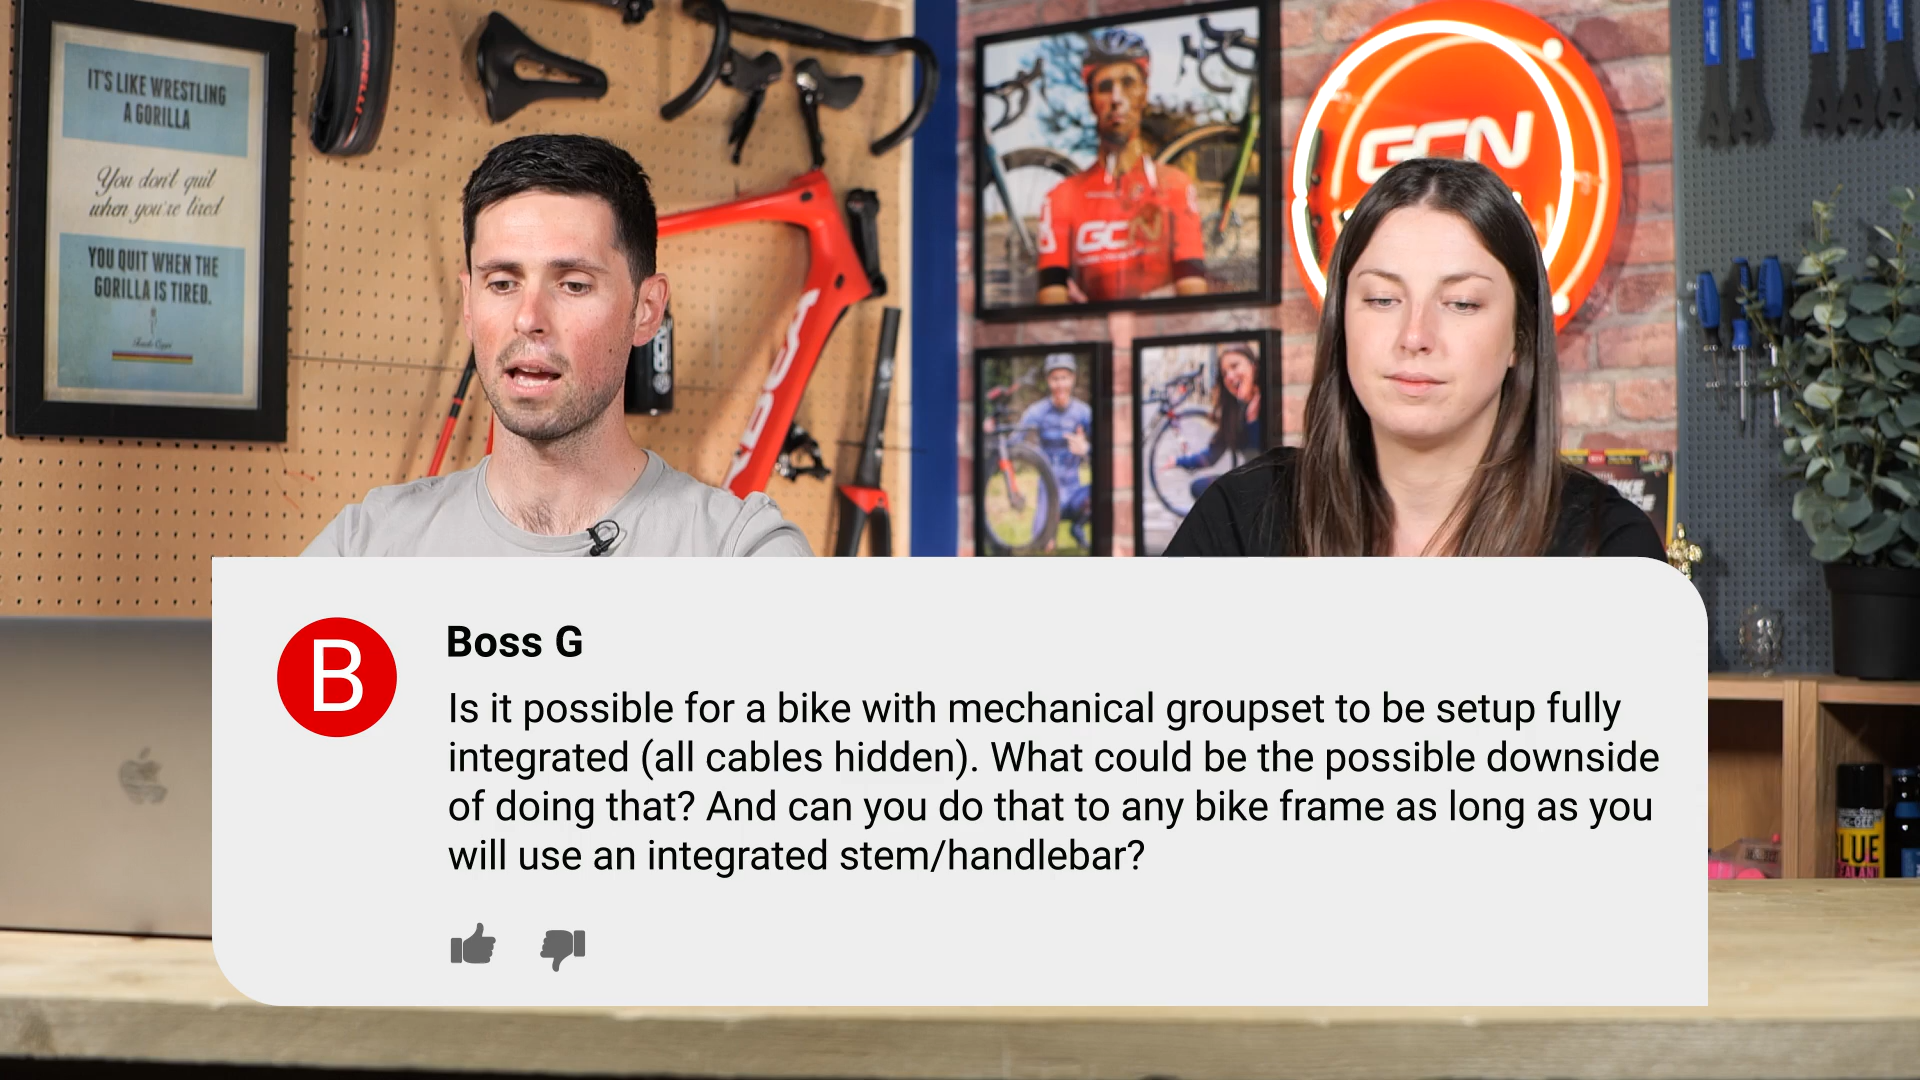 IT'S LIKE WRESTLING
A GORILLA
You don't quit
when you're tired
YOU QUIT WHEN THE
GORILLA IS TIRED.
GCN
GCN
GCN
B
Boss G
Is it possible for a bike with mechanical groupset to be setup fully
integrated (all cables hidden). What could be the possible downside
of doing that? And can you do that to any bike frame as long as you
will use an integrated stem/handlebar?